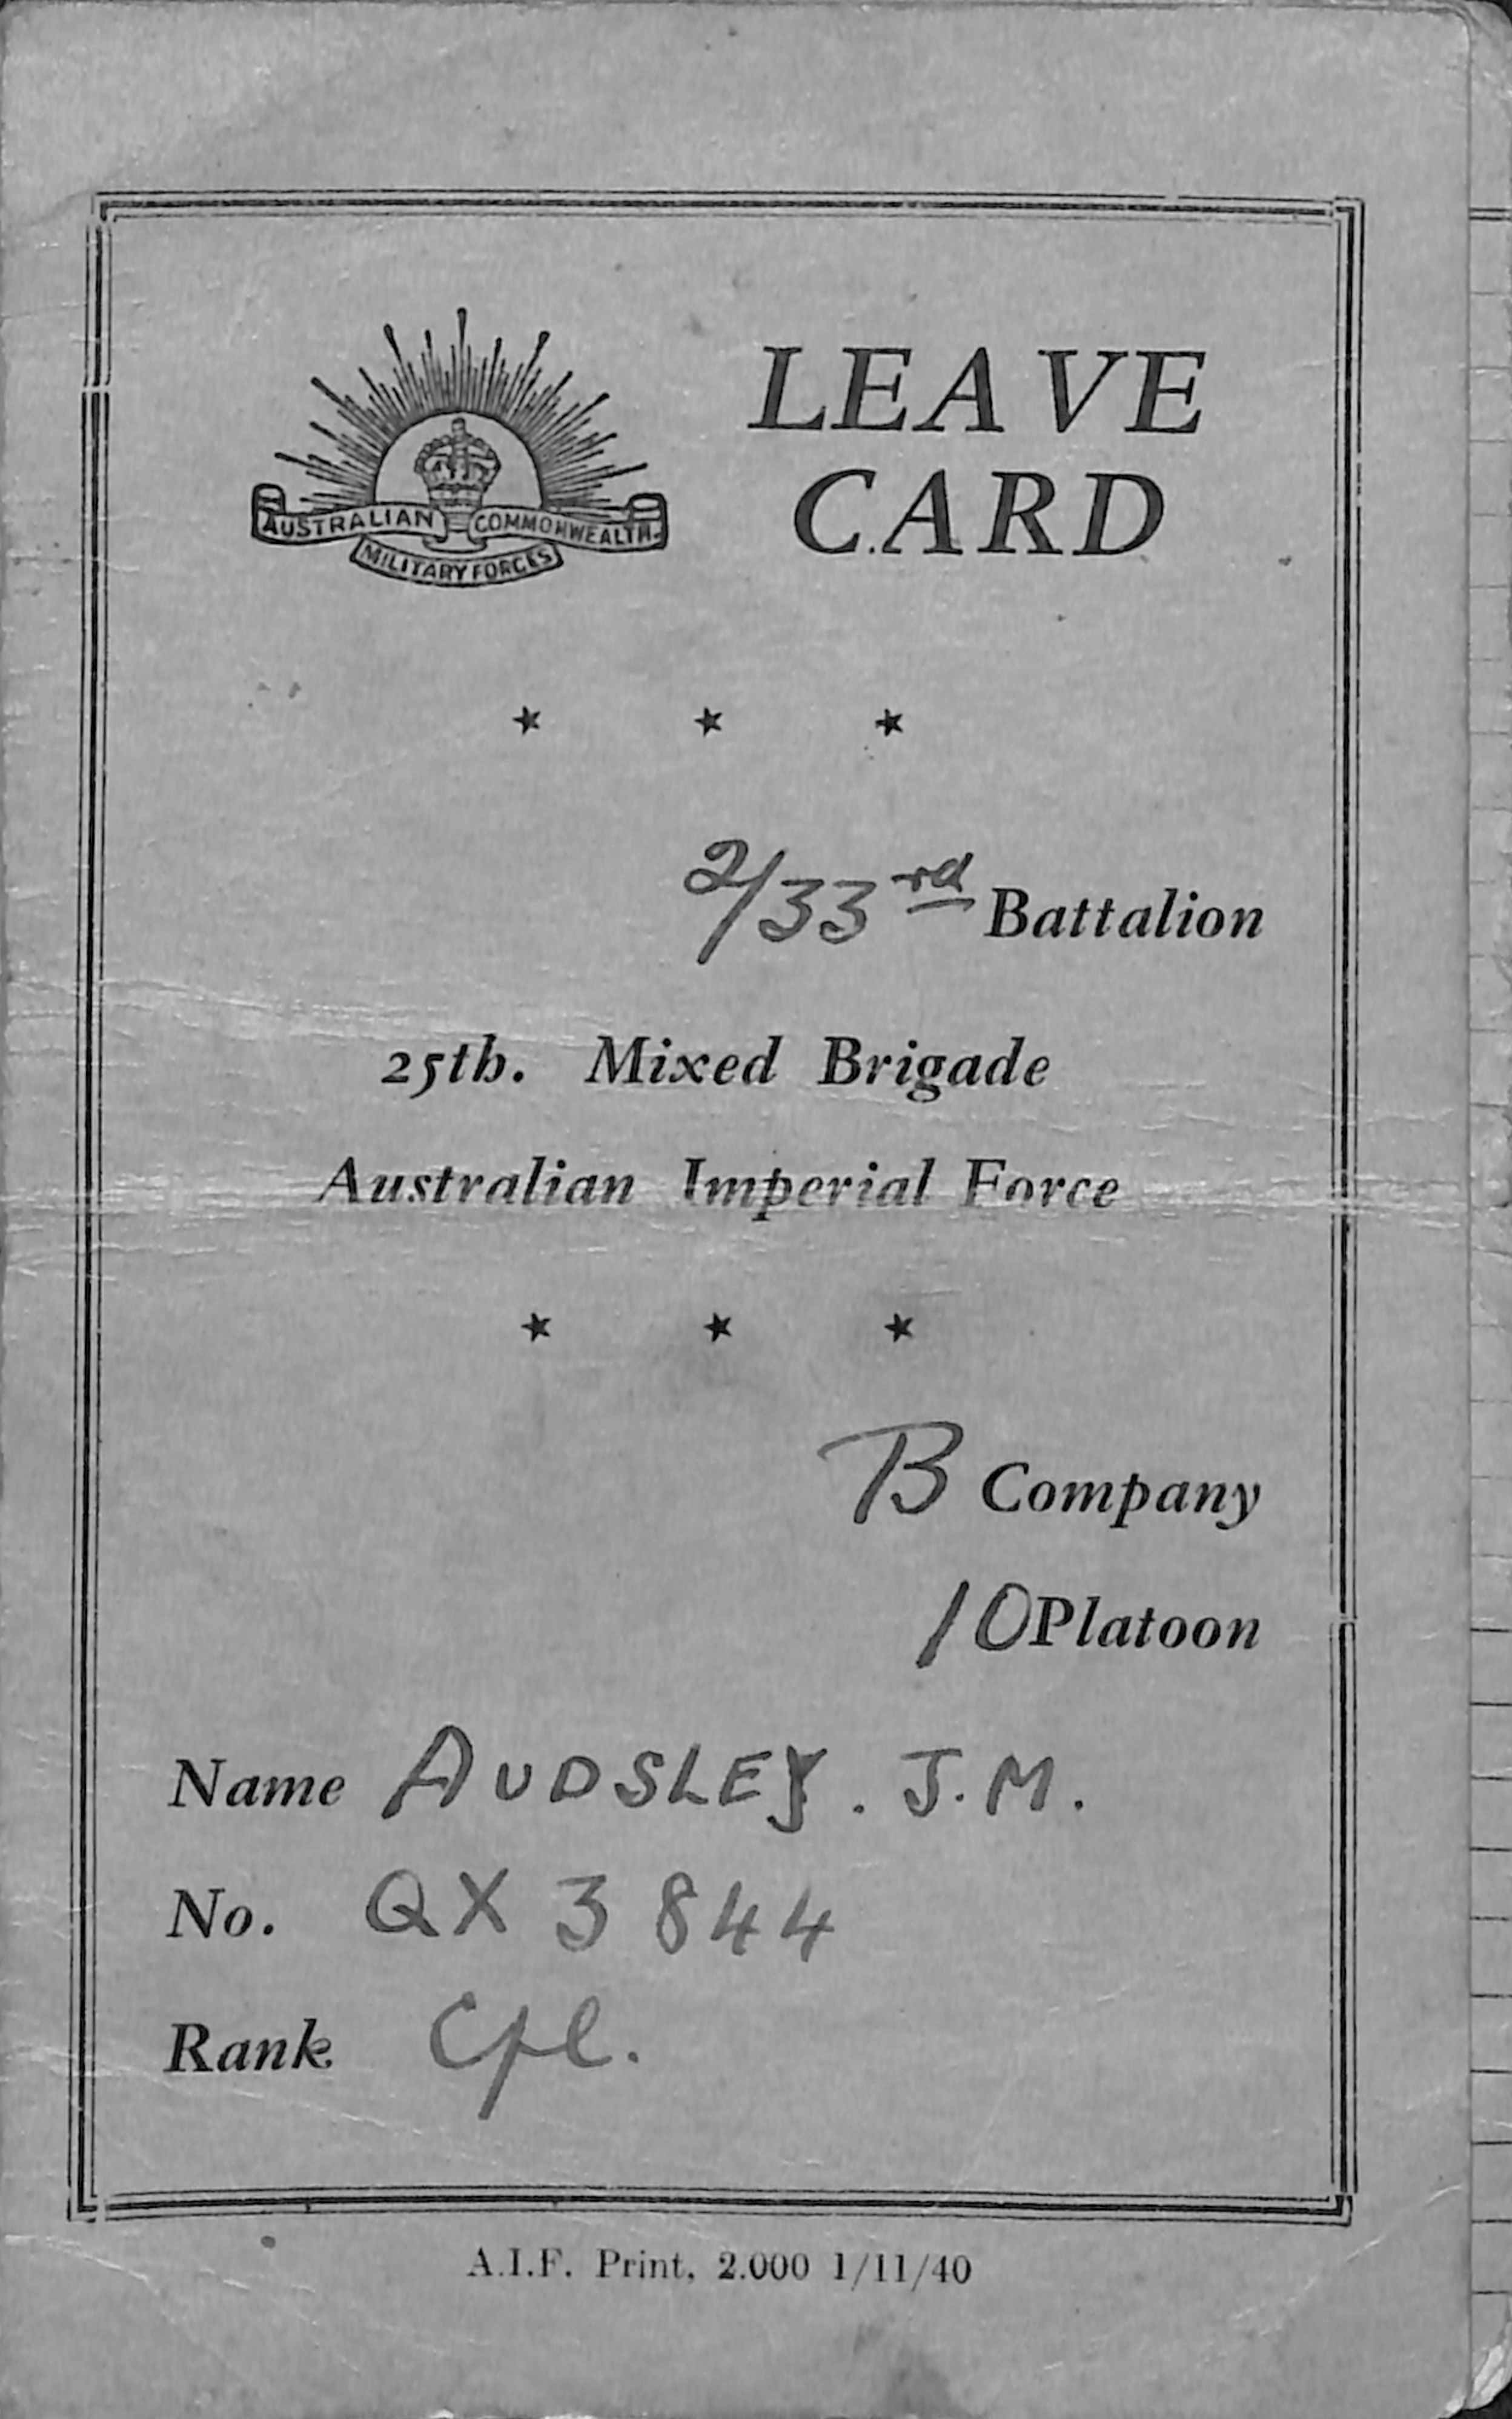 LEAVE
CARD
AUSTRALIAN COMMONWEALTH
MILITARY FORCES
2/33rd Battalion
25th. Mixed Brigade
Australian Imperial Force
B Company
10 Platoon
Name AUDSLEY. J.M.
No. QX 3844
Rank Cpl.
A.I.F. Print, 2.000 1/11/40